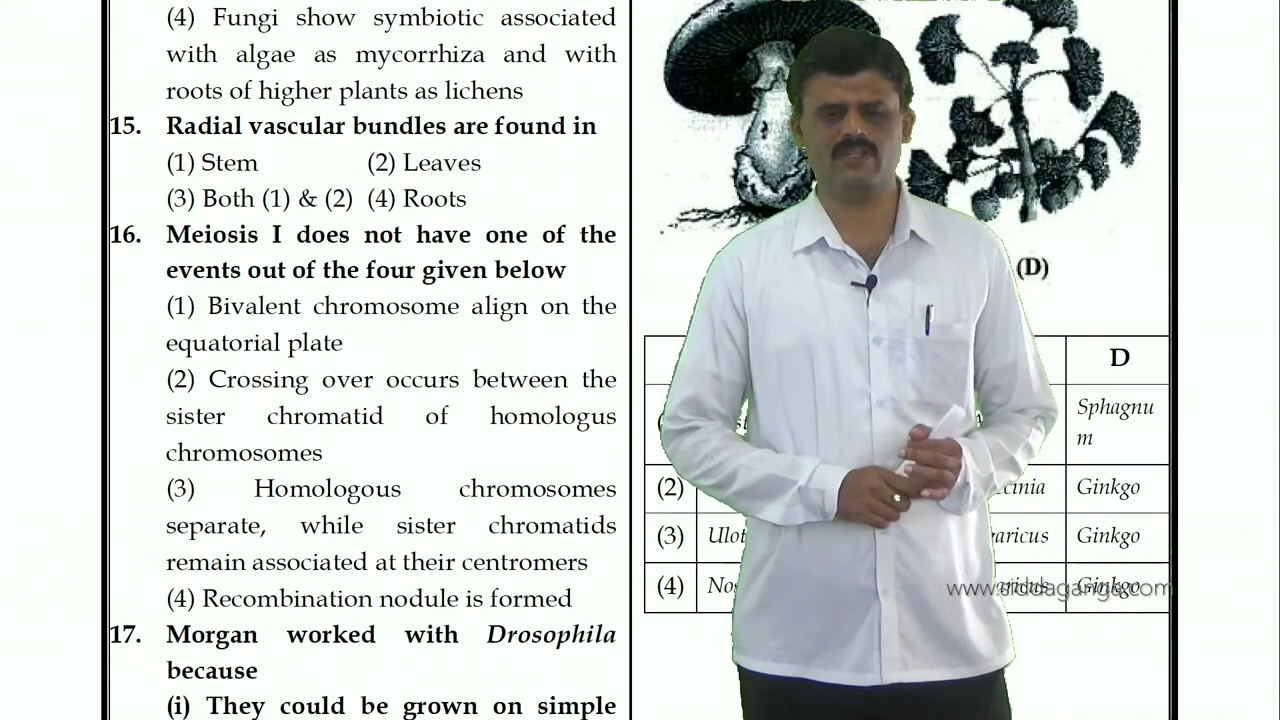 (4) Fungi show symbiotic associated
with algae as mycorrhiza and with
roots of higher plants as lichens
15. Radial vascular bundles are found in
(1) Stem (2) Leaves
(3) Both (1) & (2) (4) Roots
16. Meiosis I does not have one of the
events out of the four given below
(1) Bivalent chromosome align on the
equatorial plate
(2) Crossing over occurs between the
sister chromatid of homologus
chromosomes
(3) Homologous chromosomes
separate, while sister chromatids
remain associated at their centromers
(4) Recombination nodule is formed
17. Morgan worked with Drosophila
because
(i) They could be grown on simple
(D)
D
Sphagnu
m
(2) Ginkgo
(3) Ginkgo
(4) Ginkgo
www.siddaganga.com